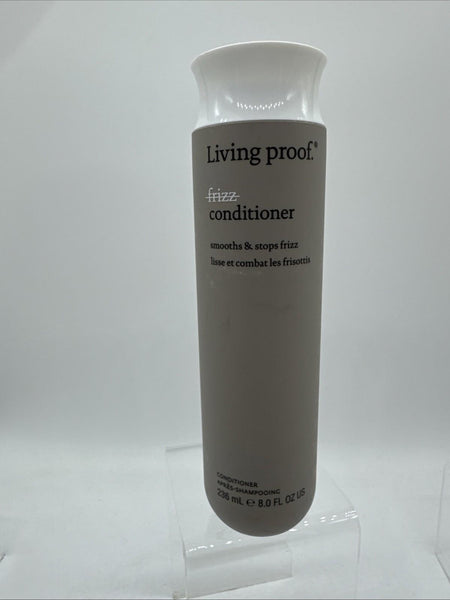 Living proof.®
frizz
conditioner
smooths & stops frizz
lisse et combat les frisottis
CONDITIONER
APRÈS-SHAMPOOING
236 mL ℮ 8.0 FL OZ US